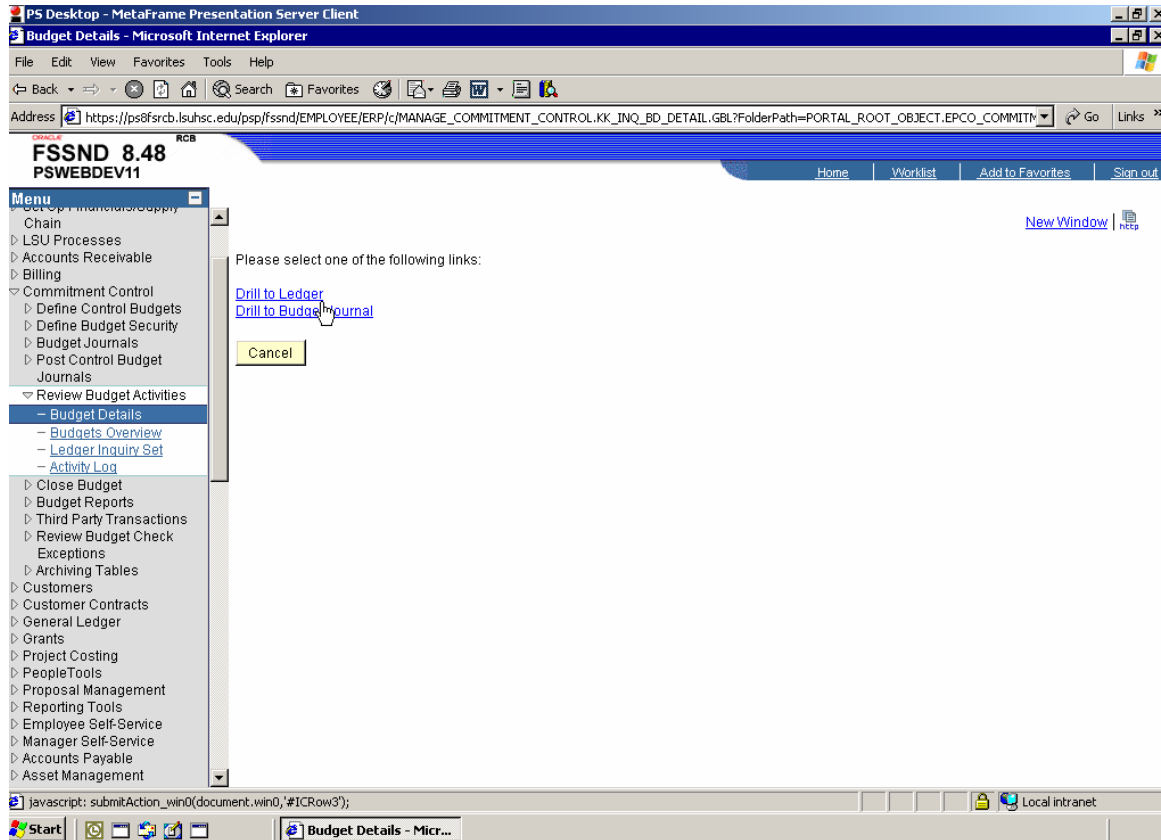 PS Desktop - MetaFrame Presentation Server Client
Budget Details - Microsoft Internet Explorer
File Edit View Favorites Tools Help
Back Search Favorites
Address https://ps8fsrcb.lsuhsc.edu/psp/fssnd/EMPLOYEE/ERP/c/MANAGE_COMMITMENT_CONTROL.KK_INQ_BD_DETAIL.GBL?FolderPath=PORTAL_ROOT_OBJECT.EPCO_COMMITM Go Links »
ORACLE RCB
FSSND 8.48
PSWEBDEV11
Home Worklist Add to Favorites Sign out
Menu
Set Up Financials/Supply
Chain
LSU Processes
Accounts Receivable
Billing
Commitment Control
Define Control Budgets
Define Budget Security
Budget Journals
Post Control Budget
Journals
Review Budget Activities
– Budget Details
– Budgets Overview
– Ledger Inquiry Set
– Activity Log
Close Budget
Budget Reports
Third Party Transactions
Review Budget Check
Exceptions
Archiving Tables
Customers
Customer Contracts
General Ledger
Grants
Project Costing
PeopleTools
Proposal Management
Reporting Tools
Employee Self-Service
Manager Self-Service
Accounts Payable
Asset Management
New Window | http
Please select one of the following links:
Drill to Ledger
Drill to Budget Journal
Cancel
javascript: submitAction_win0(document.win0,'#ICRow3');
Local intranet
Start
Budget Details - Micr...